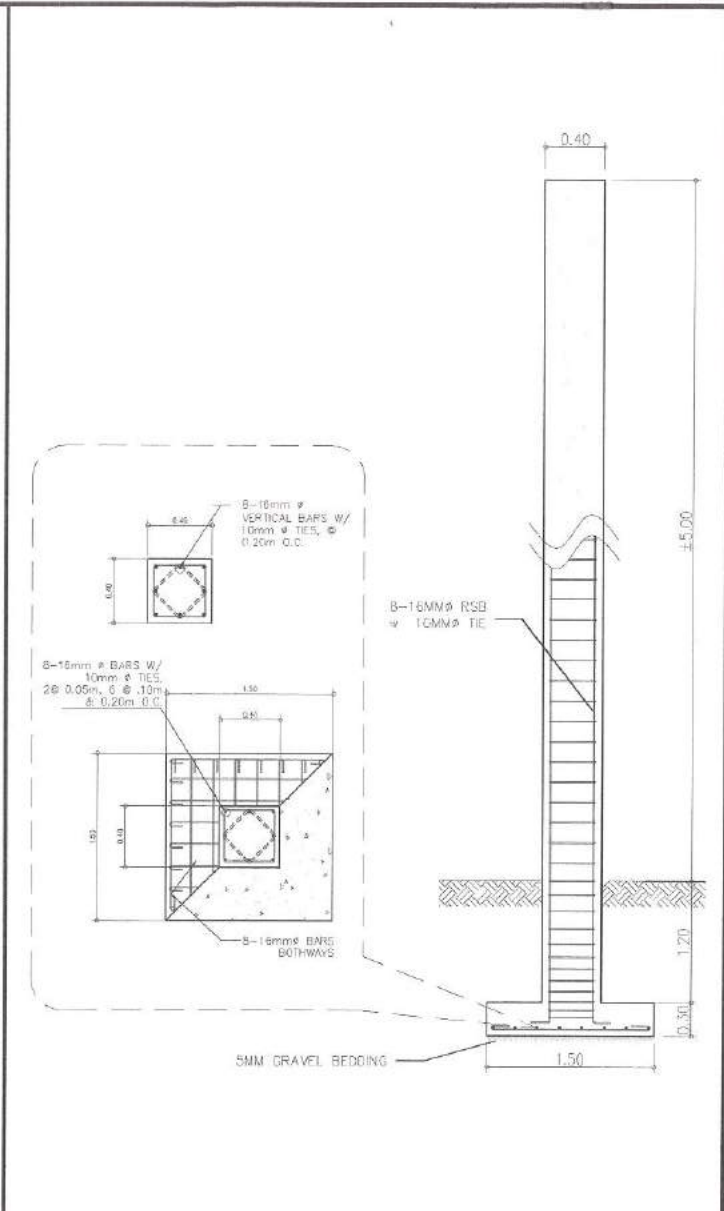 0.40
±5.00
8-16mm ø
VERTICAL BARS W/
10mm ø TIES, @
0.20m O.C.
0.40
0.40
8-16MMø RSB
w 10MMø TIE
8-16mm ø BARS W/
10mm ø TIES,
2@ 0.05m, 6 @ .10m
& 0.20m O.C.
1.50
0.40
1.50
0.40
8-16mmø BARS
BOTHWAYS
1.20
0.30
5MM GRAVEL BEDDING
1.50